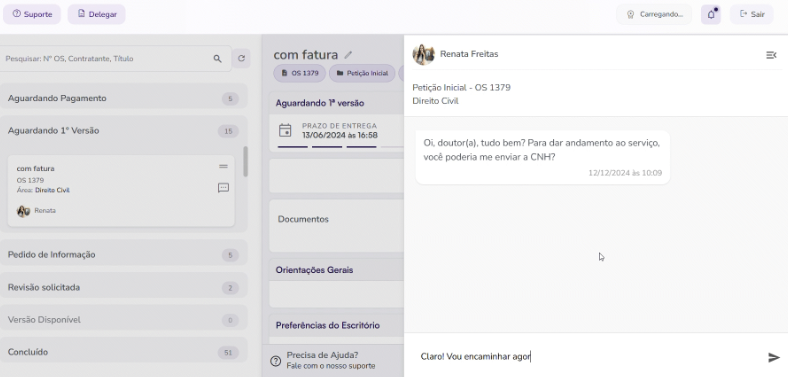 Suporte
Delegar
Carregando...
Sair
Pesquisar: Nº OS, Contratante, Título
Aguardando Pagamento
5
Aguardando 1ª Versão
15
com fatura
OS 1379
Área: Direito Civil
Renata
Pedido de Informação
5
Revisão solicitada
2
Versão Disponível
0
Concluído
51
com fatura
OS 1379
Petição Inicial
Aguardando 1ª versão
PRAZO DE ENTREGA
13/06/2024 às 16:58
Documentos
Orientações Gerais
Preferências do Escritório
Precisa de Ajuda?
Fale com o nosso suporte
Renata Freitas
Petição Inicial - OS 1379
Direito Civil
Oi, doutor(a), tudo bem? Para dar andamento ao serviço,
você poderia me enviar a CNH?
12/12/2024 às 10:09
Claro! Vou encaminhar agor